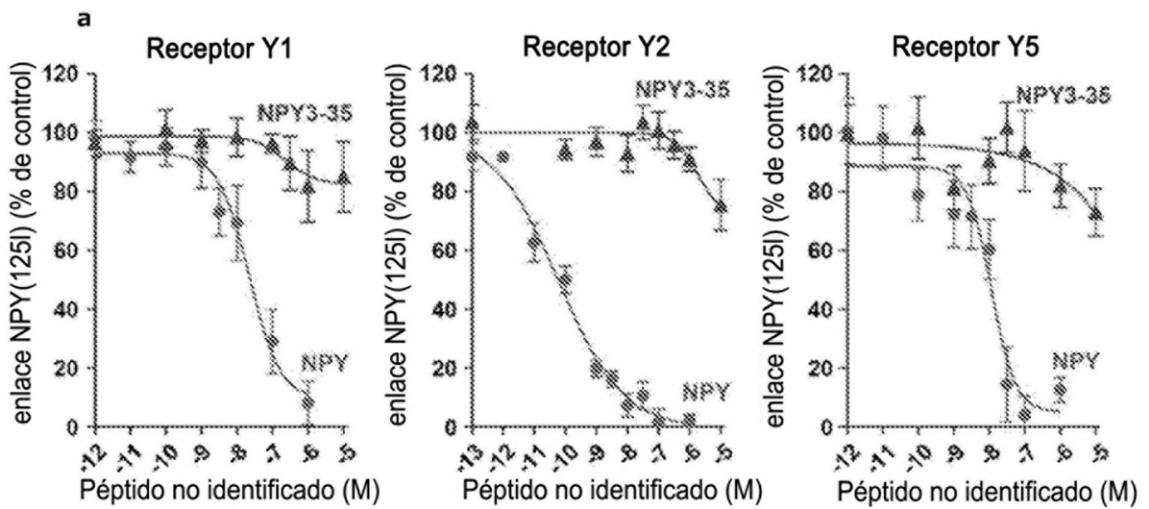 a
Receptor Y1
enlace NPY(125I) (% de control)
120
100
80
60
40
20
0
NPY3-35
NPY
-12
-11
-10
-9
-8
-7
-6
-5
Péptido no identificado (M)
Receptor Y2
enlace NPY(125I) (% de control)
120
100
80
60
40
20
0
NPY3-35
NPY
-13
-12
-11
-10
-9
-8
-7
-6
-5
Péptido no identificado (M)
Receptor Y5
enlace NPY(125I) (% de control)
120
100
80
60
40
20
0
NPY3-35
NPY
-12
-11
-10
-9
-8
-7
-6
-5
Péptido no identificado (M)